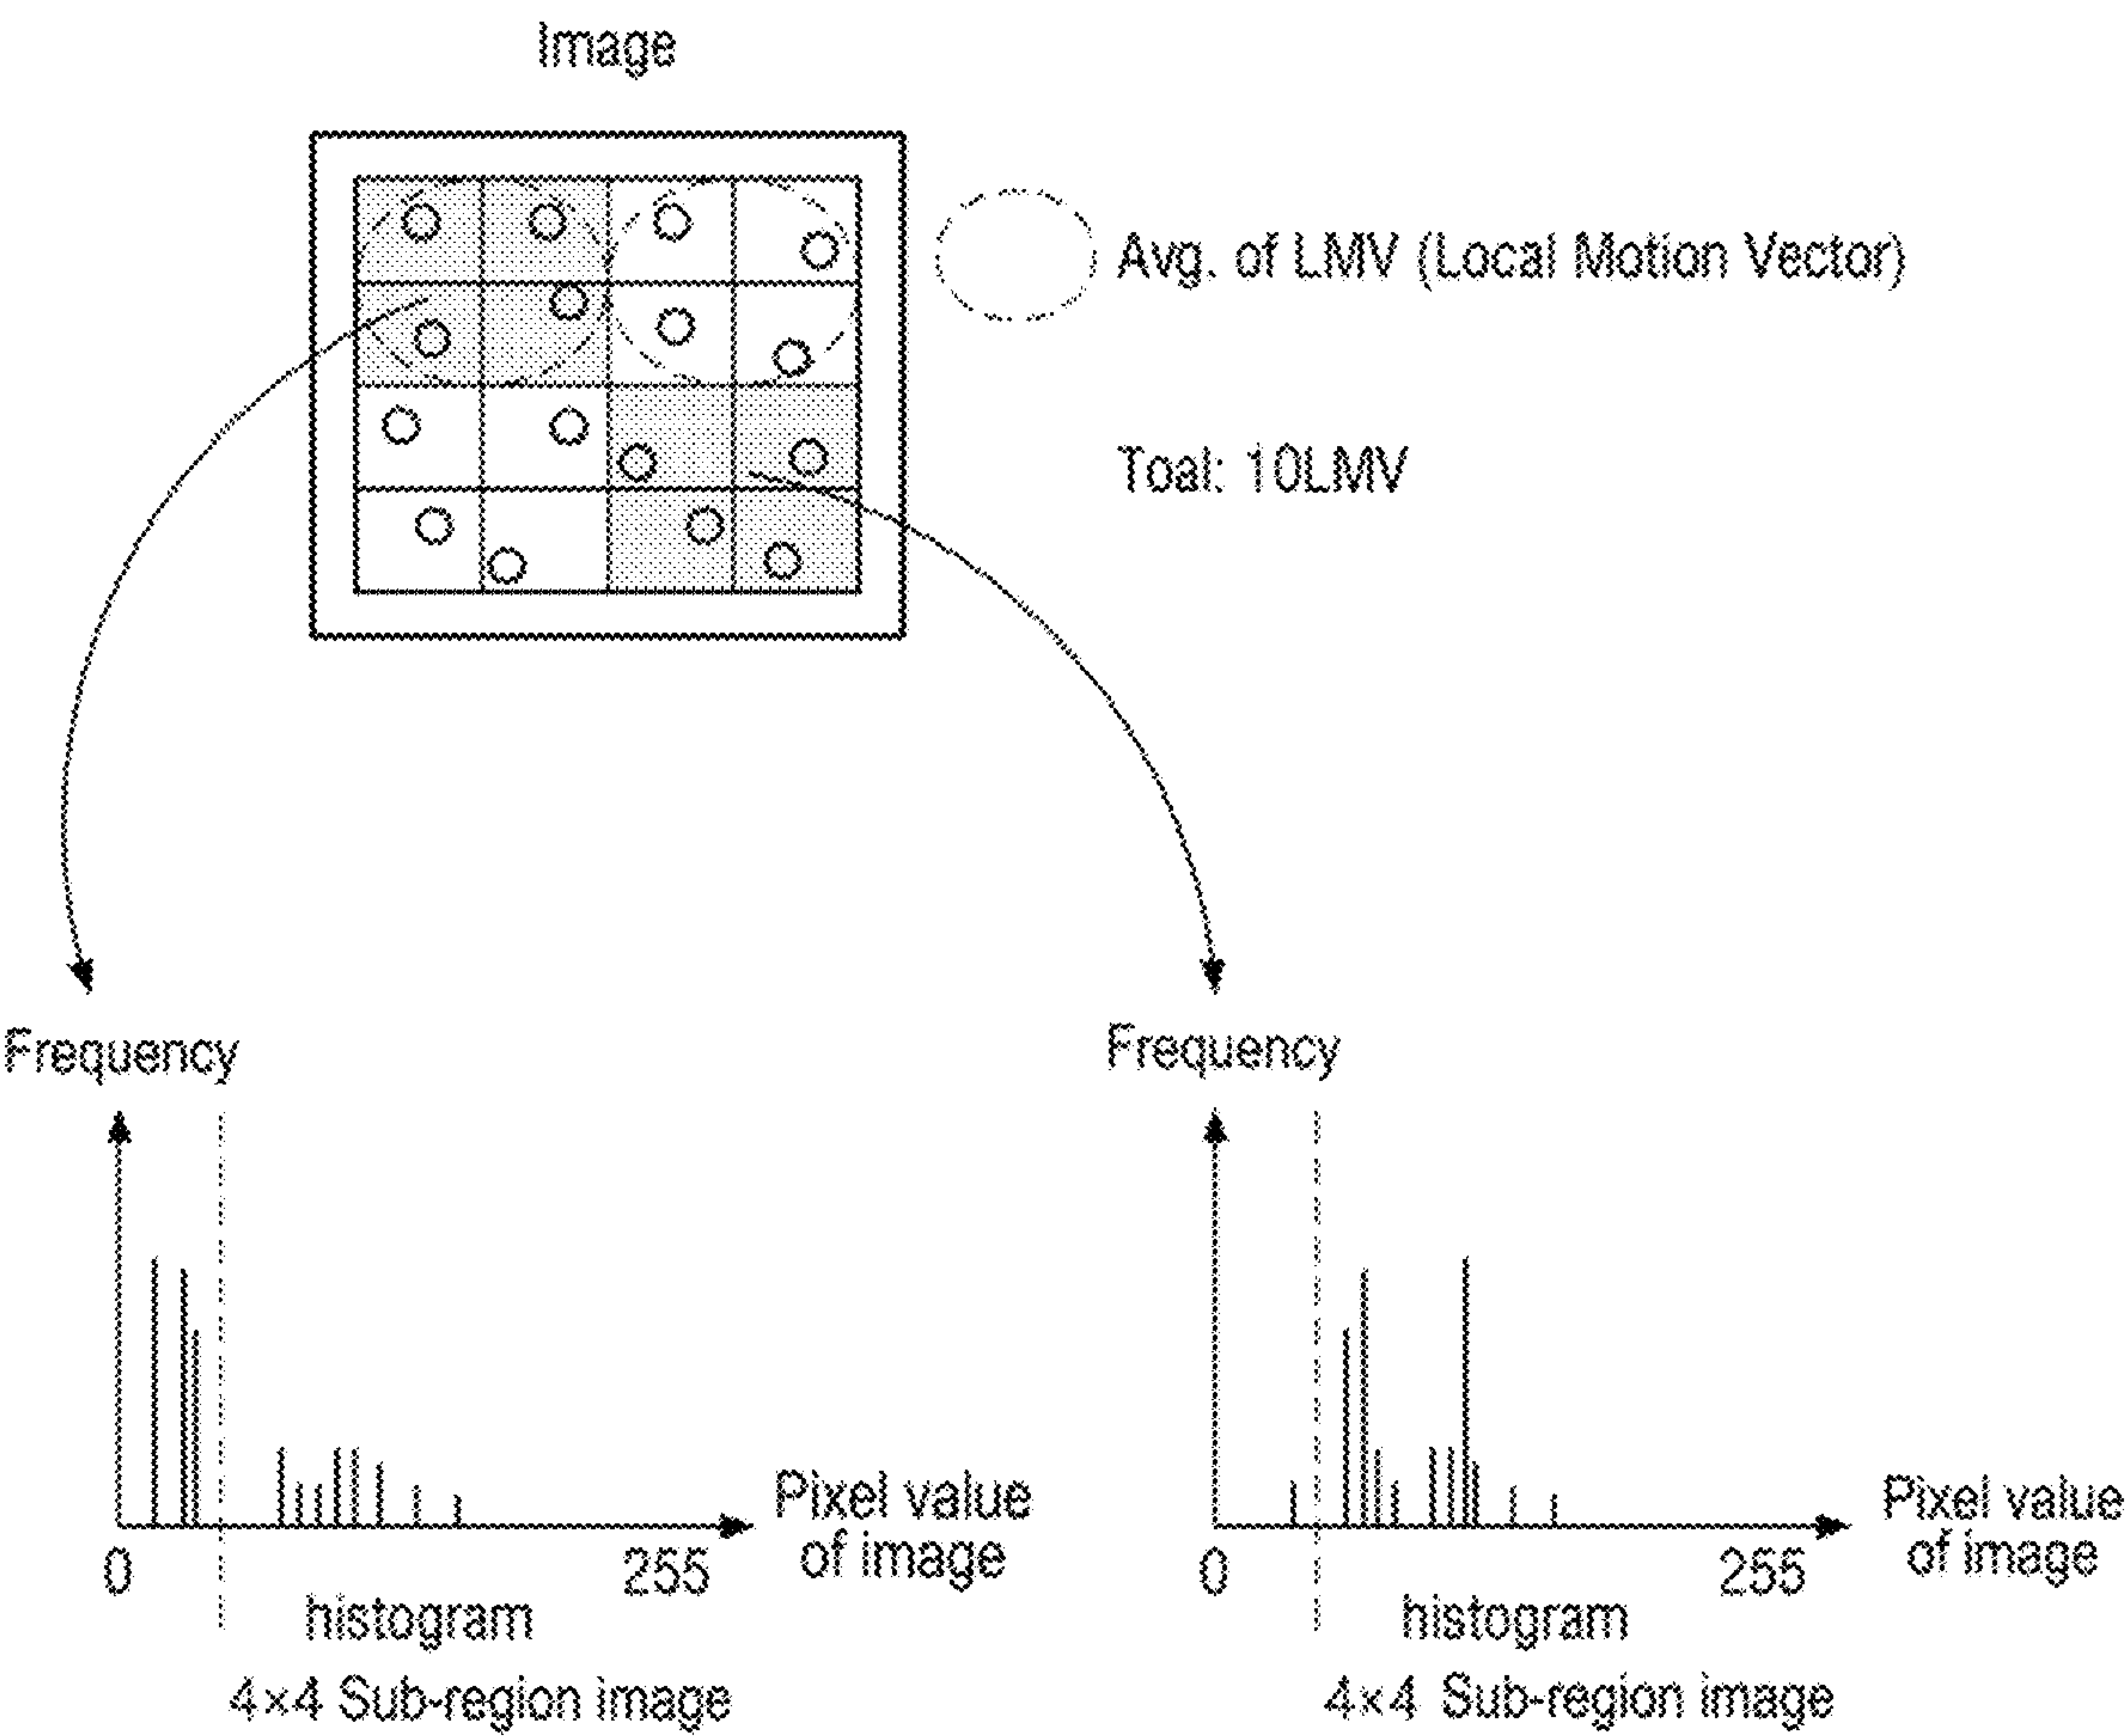 Image
Avg. of LMV (Local Motion Vector)
Toal: 10LMV
Frequency
Pixel value
of image
0
255
histogram
4×4 Sub-region image
Frequency
Pixel value
of image
0
255
histogram
4×4 Sub-region image